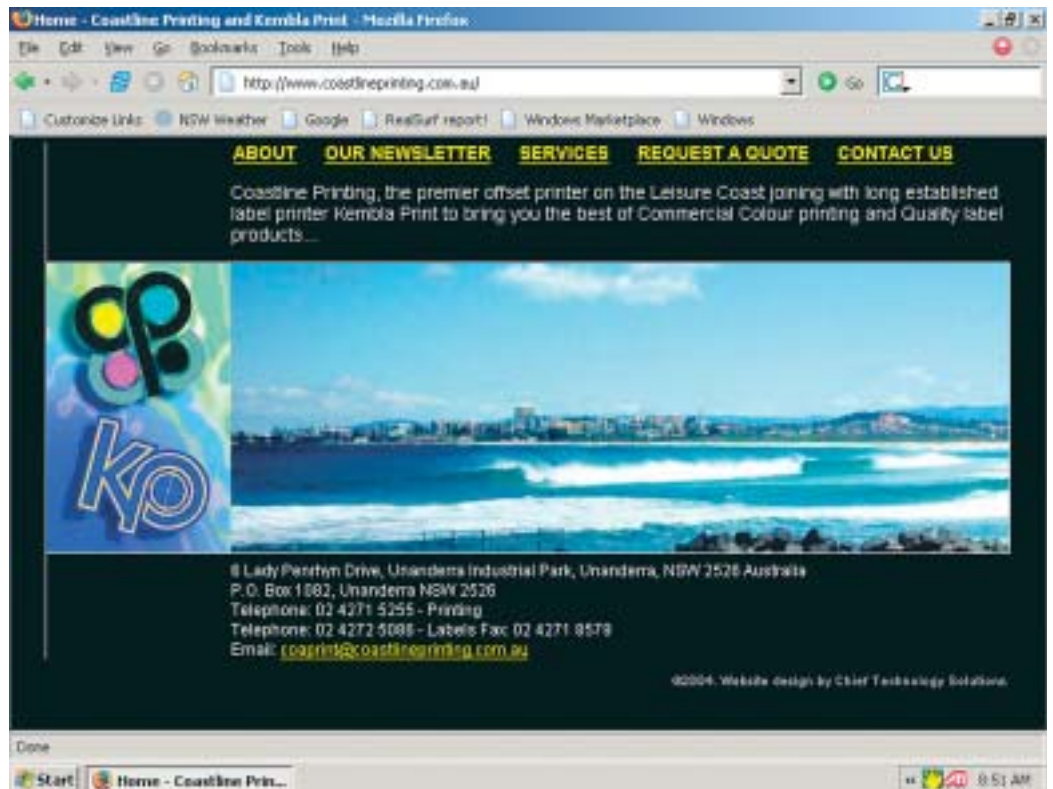 Home - Coastline Printing and Kembla Print - Mozilla Firefox
File Edit View Go Bookmarks Tools Help
http://www.coastlineprinting.com.au/ Go
Customize Links NSW Weather Google RealSurf report! Windows Marketplace Windows
ABOUT OUR NEWSLETTER SERVICES REQUEST A QUOTE CONTACT US
Coastline Printing, the premier offset printer on the Leisure Coast joining with long established
label printer Kembla Print to bring you the best of Commercial Colour printing and Quality label
products...
kp
Lady Penrhyn Drive, Unanderra Industrial Park, Unanderra, NSW 2526 Australia
P.O. Box 1082, Unanderra NSW 2526
Telephone: 02 4271 5255 - Printing
Telephone: 02 4272 5086 - Labels Fax: 02 4271 8578
Email: coaprint@coastlineprinting.com.au
©2004. Website design by Chief Technology Solutions.
Done
Start Home - Coastline Prin... 8:51 AM